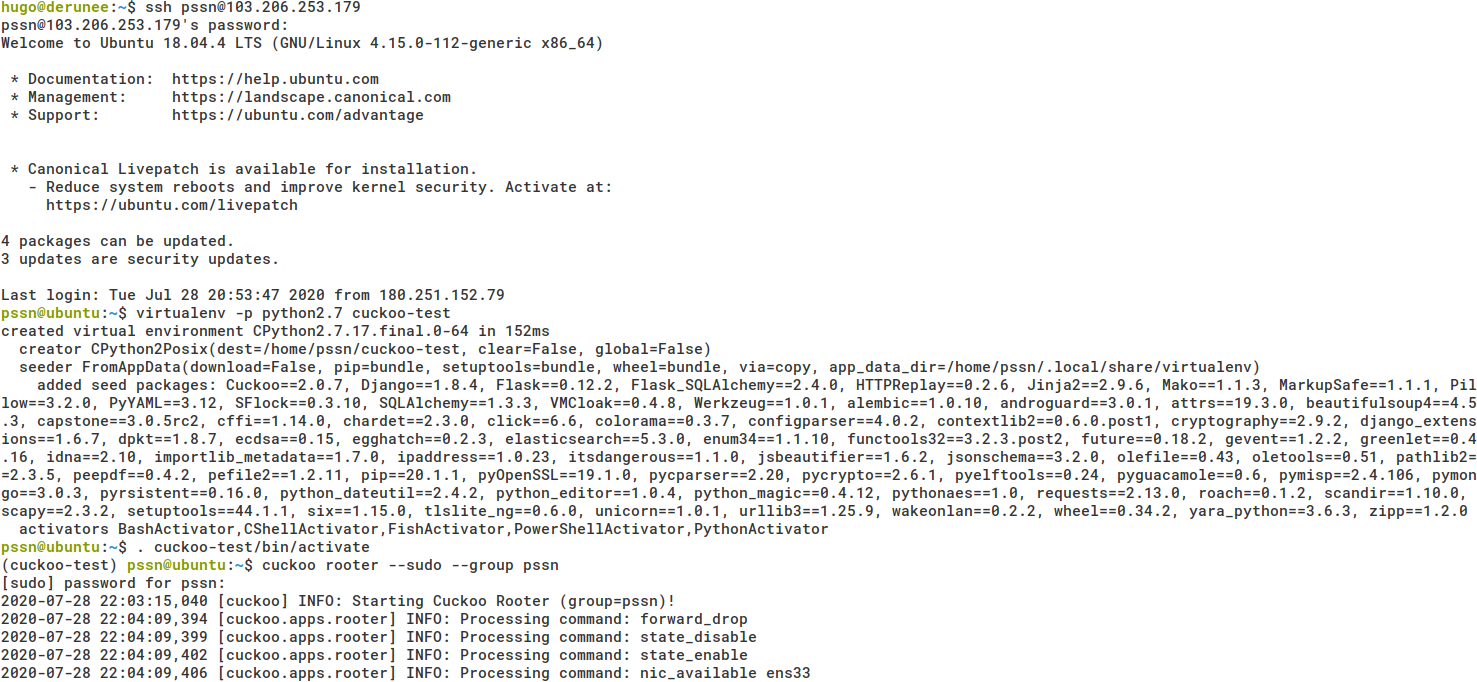 hugo@derunee:~$ ssh pssn@103.206.253.179
pssn@103.206.253.179's password:
Welcome to Ubuntu 18.04.4 LTS (GNU/Linux 4.15.0-112-generic x86_64)
* Documentation:  https://help.ubuntu.com
* Management:     https://landscape.canonical.com
* Support:        https://ubuntu.com/advantage
* Canonical Livepatch is available for installation.
- Reduce system reboots and improve kernel security. Activate at:
https://ubuntu.com/livepatch
4 packages can be updated.
3 updates are security updates.
Last login: Tue Jul 28 20:53:47 2020 from 180.251.152.79
pssn@ubuntu:~$ virtualenv -p python2.7 cuckoo-test
created virtual environment CPython2.7.17.final.0-64 in 152ms
creator CPython2Posix(dest=/home/pssn/cuckoo-test, clear=False, global=False)
seeder FromAppData(download=False, pip=bundle, setuptools=bundle, wheel=bundle, via=copy, app_data_dir=/home/pssn/.local/share/virtualenv)
added seed packages: Cuckoo==2.0.7, Django==1.8.4, Flask==0.12.2, Flask_SQLAlchemy==2.4.0, HTTPReplay==0.2.6, Jinja2==2.9.6, Mako==1.1.3, MarkupSafe==1.1.1, Pil
low==3.2.0, PyYAML==3.12, SFlock==0.3.10, SQLAlchemy==1.3.3, VMCloak==0.4.8, Werkzeug==1.0.1, alembic==1.0.10, androguard==3.0.1, attrs==19.3.0, beautifulsoup4==4.5
.3, capstone==3.0.5rc2, cffi==1.14.0, chardet==2.3.0, click==6.6, colorama==0.3.7, configparser==4.0.2, contextlib2==0.6.0.post1, cryptography==2.9.2, django_extens
ions==1.6.7, dpkt==1.8.7, ecdsa==0.15, egghatch==0.2.3, elasticsearch==5.3.0, enum34==1.1.10, functools32==3.2.3.post2, future==0.18.2, gevent==1.2.2, greenlet==0.4
.16, idna==2.10, importlib_metadata==1.7.0, ipaddress==1.0.23, itsdangerous==1.1.0, jsbeautifier==1.6.2, jsonschema==3.2.0, olefile==0.43, oletools==0.51, pathlib2=
=2.3.5, peepdf==0.4.2, pefile2==1.2.11, pip==20.1.1, pyOpenSSL==19.1.0, pycparser==2.20, pycrypto==2.6.1, pyelftools==0.24, pyguacamole==0.6, pymisp==2.4.106, pymon
go==3.0.3, pyrsistent==0.16.0, python_dateutil==2.4.2, python_editor==1.0.4, python_magic==0.4.12, pythonaes==1.0, requests==2.13.0, roach==0.1.2, scandir==1.10.0,
scapy==2.3.2, setuptools==44.1.1, six==1.15.0, tlslite_ng==0.6.0, unicorn==1.0.1, urllib3==1.25.9, wakeonlan==0.2.2, wheel==0.34.2, yara_python==3.6.3, zipp==1.2.0
activators BashActivator,CShellActivator,FishActivator,PowerShellActivator,PythonActivator
pssn@ubuntu:~$ . cuckoo-test/bin/activate
(cuckoo-test) pssn@ubuntu:~$ cuckoo rooter --sudo --group pssn
[sudo] password for pssn:
2020-07-28 22:03:15,040 [cuckoo] INFO: Starting Cuckoo Rooter (group=pssn)!
2020-07-28 22:04:09,394 [cuckoo.apps.rooter] INFO: Processing command: forward_drop
2020-07-28 22:04:09,399 [cuckoo.apps.rooter] INFO: Processing command: state_disable
2020-07-28 22:04:09,402 [cuckoo.apps.rooter] INFO: Processing command: state_enable
2020-07-28 22:04:09,406 [cuckoo.apps.rooter] INFO: Processing command: nic_available ens33